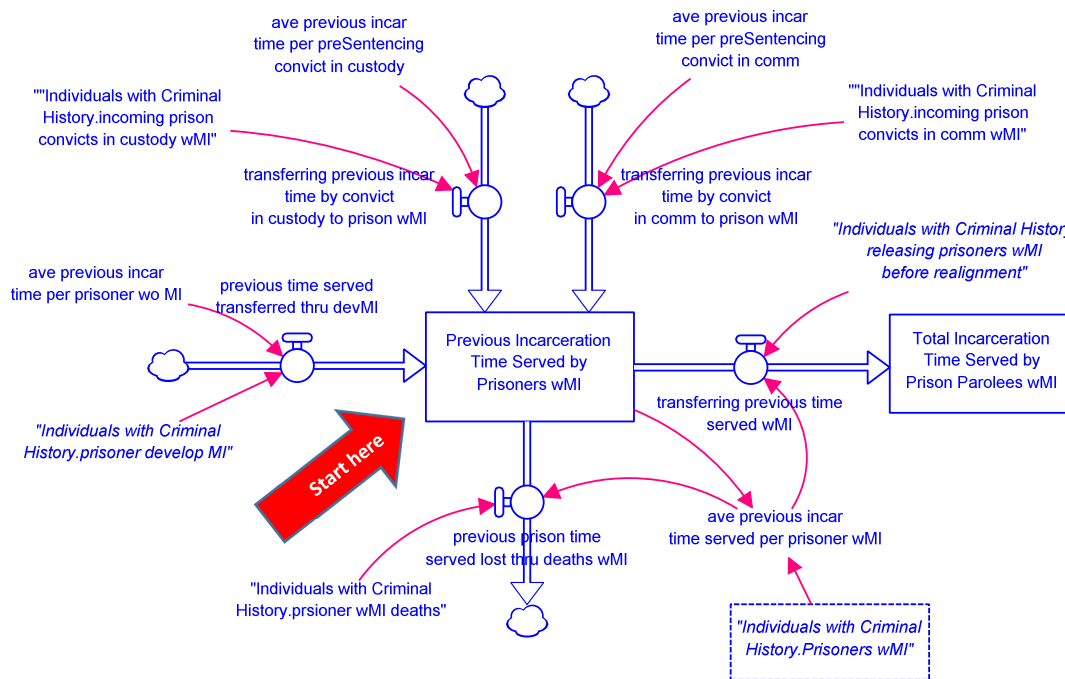 ave previous incar
time per preSentencing
convict in custody
ave previous incar
time per preSentencing
convict in comm
""Individuals with Criminal
History.incoming prison
convicts in custody wMI"
""Individuals with Criminal
History.incoming prison
convicts in comm wMI"
transferring previous incar
time by convict
in custody to prison wMI
transferring previous incar
time by convict
in comm to prison wMI
"Individuals with Criminal History
releasing prisoners wMI
before realignment"
ave previous incar
time per prisoner wo MI
previous time served
transferred thru devMI
Previous Incarceration
Time Served by
Prisoners wMI
Total Incarceration
Time Served by
Prison Parolees wMI
transferring previous time
served wMI
"Individuals with Criminal
History.prisoner develop MI"
Start here
previous prison time
served lost thru deaths wMI
ave previous incar
time served per prisoner wMI
"Individuals with Criminal
History.prsioner wMI deaths"
"Individuals with Criminal
History.Prisoners wMI"